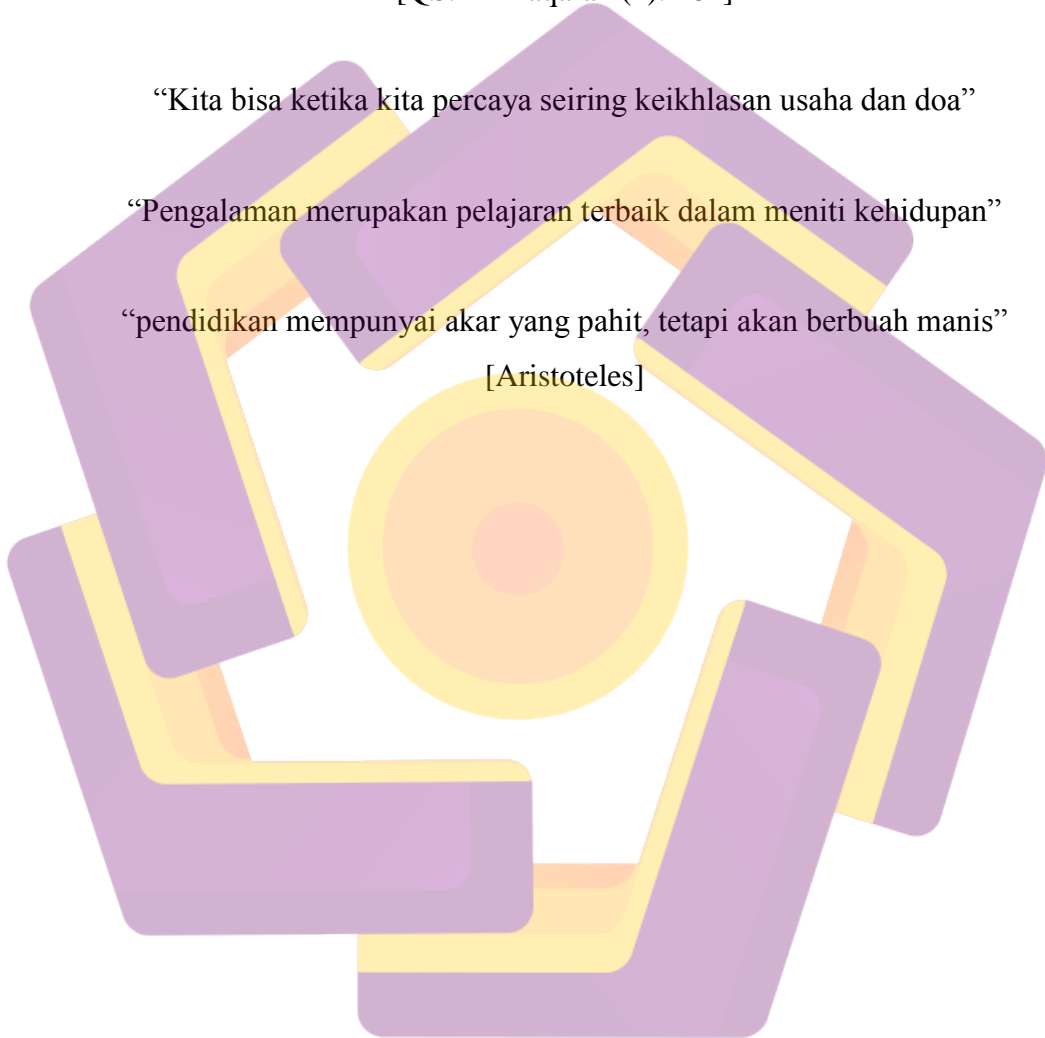 “Kita bisa ketika kita percaya seiring keikhlasan usaha dan doa”
“Pengalaman merupakan pelajaran terbaik dalam meniti kehidupan”
“pendidikan mempunyai akar yang pahit, tetapi akan berbuah manis”
[Aristoteles]